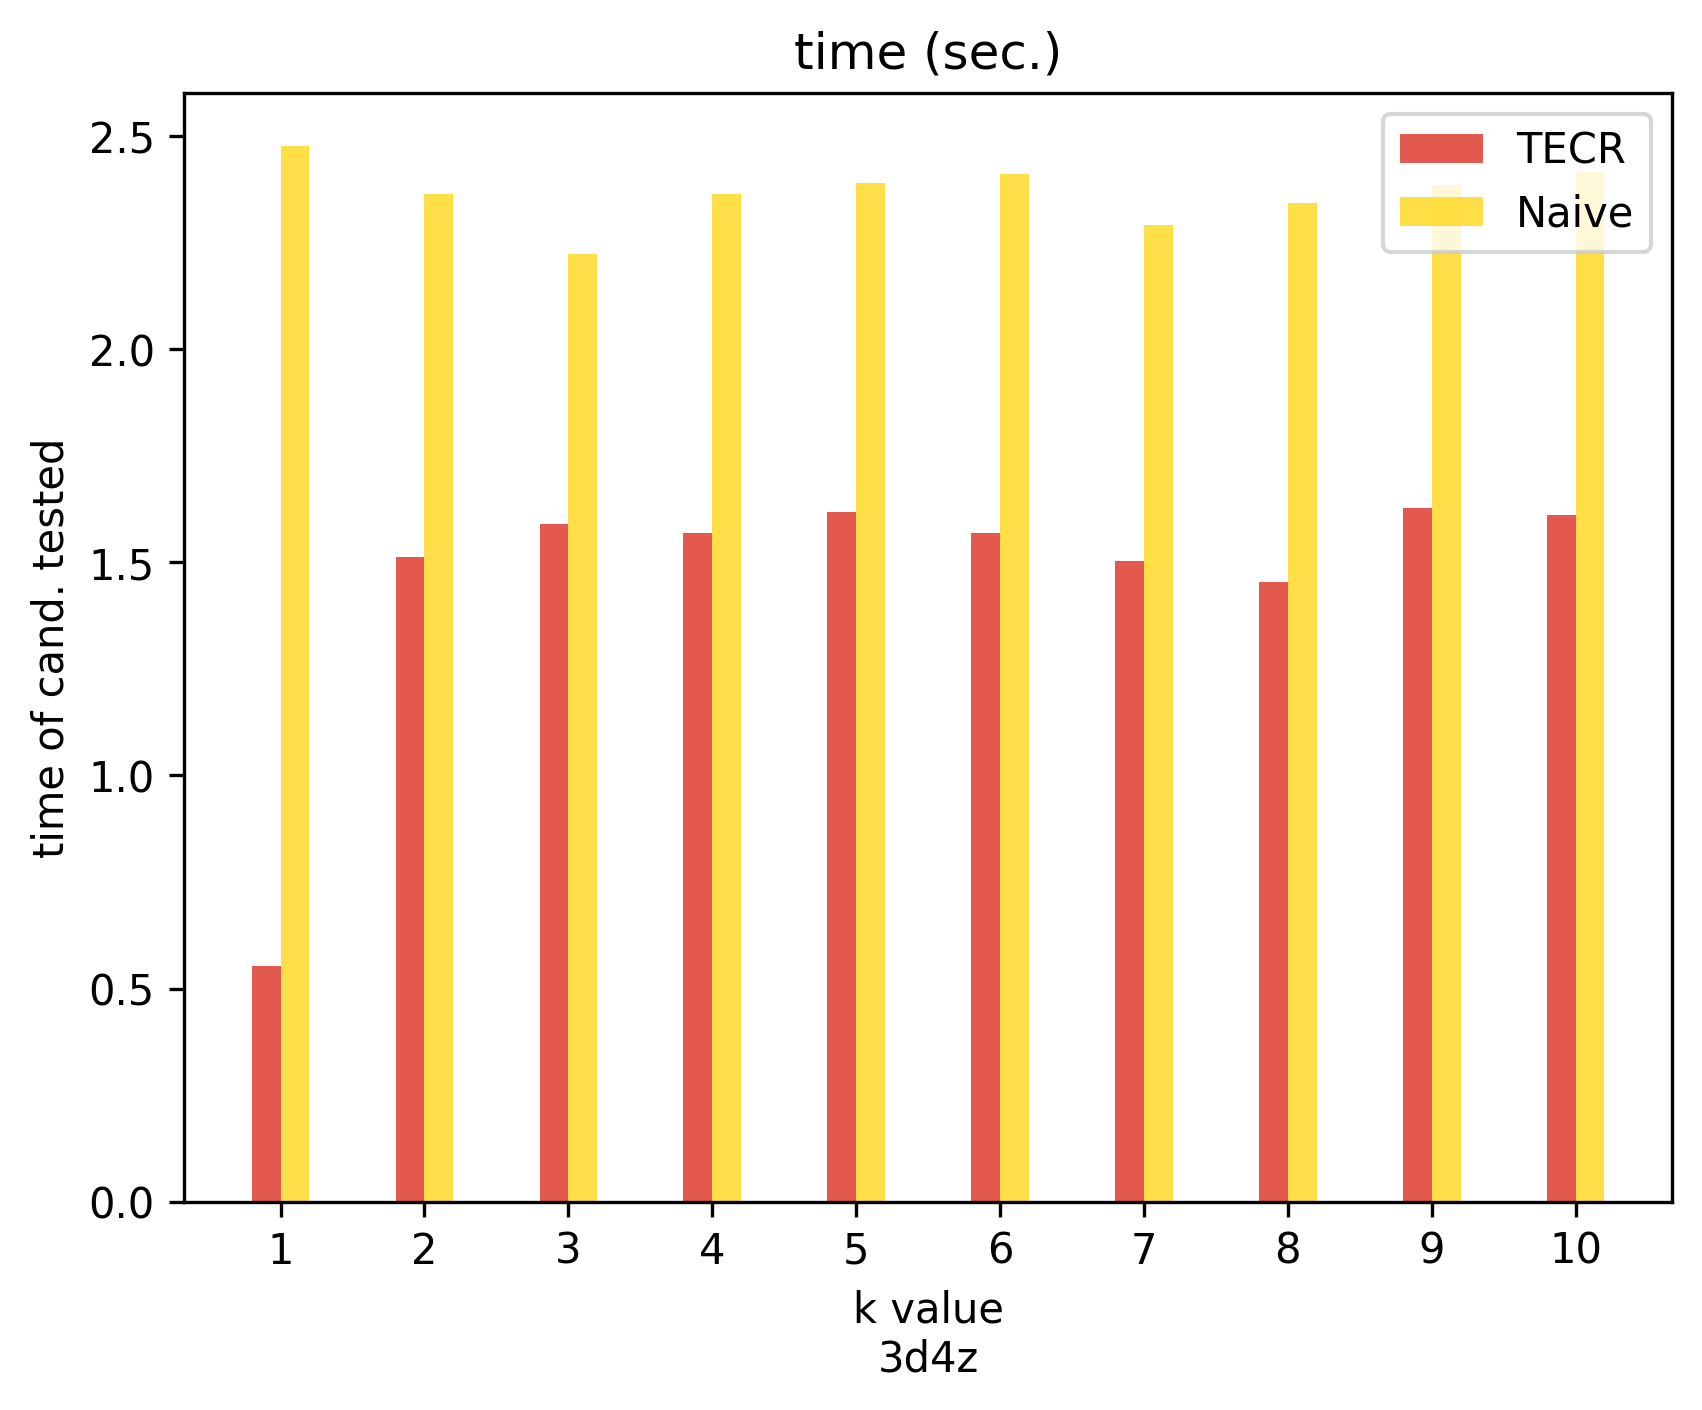 time (sec.)
TECR
Naive
2.5
2.0
1.5
1.0
0.5
0.0
time of cand. tested
1 2 3 4 5 6 7 8 9 10
k value
3d4z